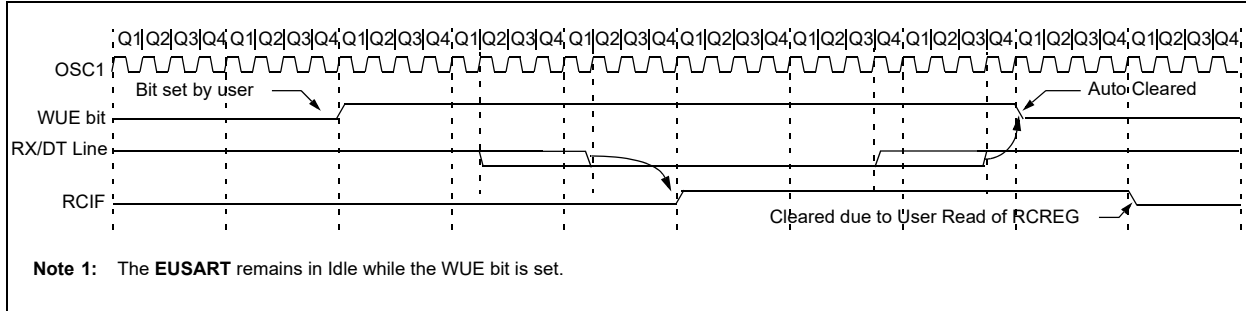 Q1 Q2 Q3 Q4 Q1 Q2 Q3 Q4 Q1 Q2 Q3 Q4 Q1 Q2 Q3 Q4 Q1 Q2 Q3 Q4 Q1 Q2 Q3 Q4 Q1 Q2 Q3 Q4 Q1 Q2 Q3 Q4 Q1 Q2 Q3 Q4 Q1 Q2 Q3 Q4
OSC1
Bit set by user
Auto Cleared
WUE bit
RX/DT Line
RCIF
Cleared due to User Read of RCREG
Note 1: The EUSART remains in Idle while the WUE bit is set.